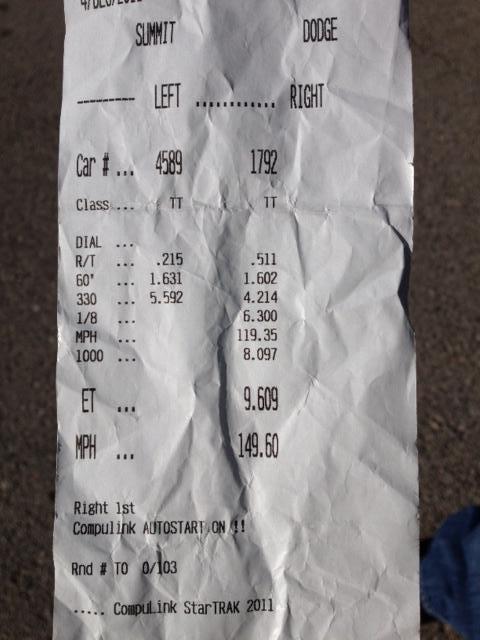 SUMMIT DODGE
--------- LEFT ............ RIGHT
Car # ... 4589 1792
Class ... TT TT
DIAL ...
R/T ... .215 .511
60' ... 1.631 1.602
330 ... 5.592 4.214
1/8 ... 6.300
MPH ... 119.35
1000 ... 8.097
ET ... 9.609
MPH ... 149.60
Right 1st
Compulink AUTOSTART ON !!
Rnd # TO 0/103
..... CompuLink StarTRAK 2011